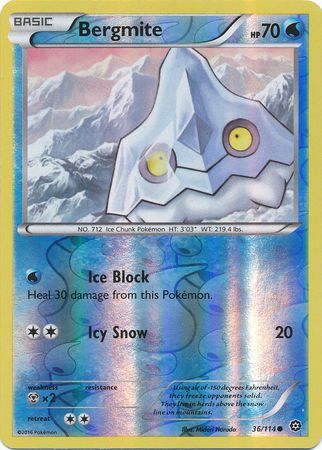 BASIC
Bergmite HP 70
NO. 712 Ice Chunk Pokémon HT: 3'03" WT: 219.4 lbs.
Ice Block
Heal 30 damage from this Pokémon.
Icy Snow 20
weakness resistance
×2
retreat
Using air of -150 degrees Fahrenheit,
they freeze opponents solid.
They live in herds above the snow
line on mountains.
©2016 Pokémon
Illus. Midori Harada
36/114